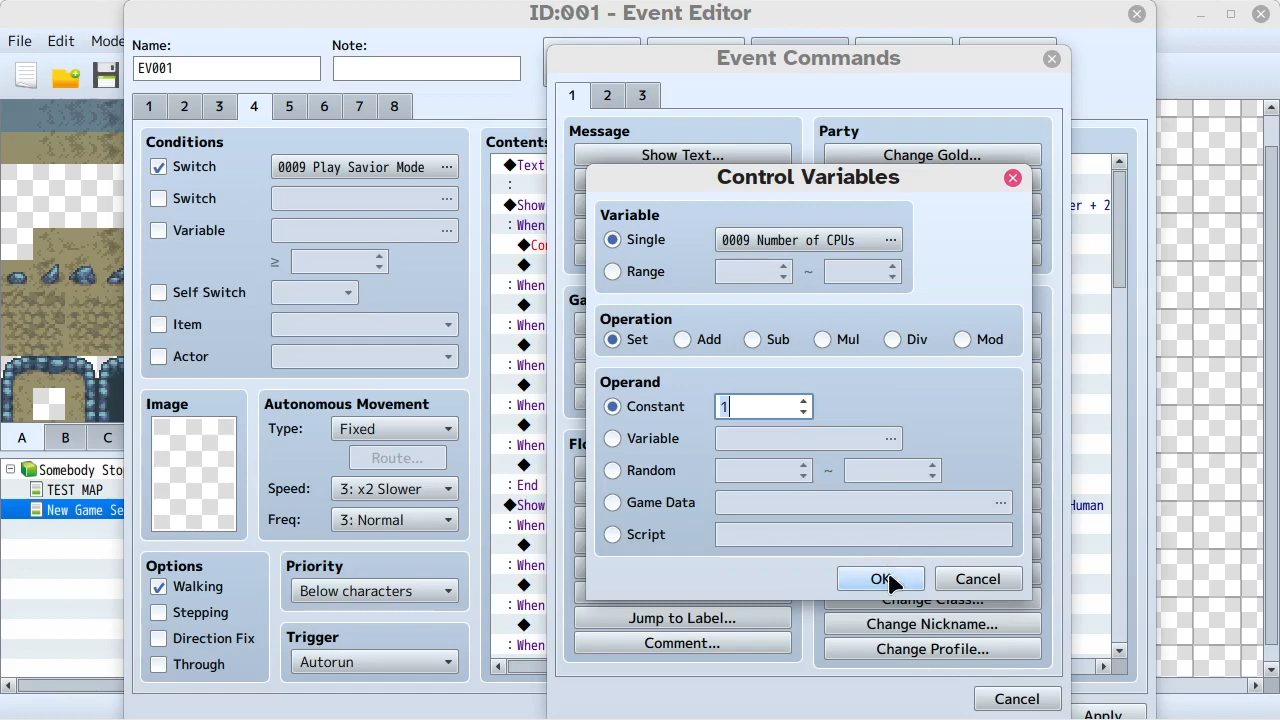 ID:001 - Event Editor
File Edit Mode
Name:
Note:
EV001
1 2 3 4 5 6 7 8
Conditions
Switch
0009 Play Savior Mode ...
Switch
...
Variable
...
≥
Self Switch
Item
Actor
Image
Autonomous Movement
Type:
Fixed
Route...
Speed:
3: x2 Slower
Freq:
3: Normal
Options
Walking
Stepping
Direction Fix
Through
Priority
Below characters
Trigger
Autorun
A B C
Somebody Sto
TEST MAP
New Game Se
Contents
◆Text
:
◆Show
er + 2
: When
◆Con
◆
: When
◆
: When
◆
: When
◆
: When
◆
: When
◆
: End
◆Show
Human
: When
◆
: When
◆
: When
◆
: When
Event Commands
1 2 3
Message
Show Text...
Party
Change Gold...
Ga
Flo
Jump to Label...
Comment...
Change Class...
Change Nickname...
Change Profile...
Cancel
Apply
Control Variables
Variable
Single
0009 Number of CPUs ...
Range
~
Operation
Set Add Sub Mul Div Mod
Operand
Constant
1
Variable
...
Random
~
Game Data
...
Script
OK
Cancel